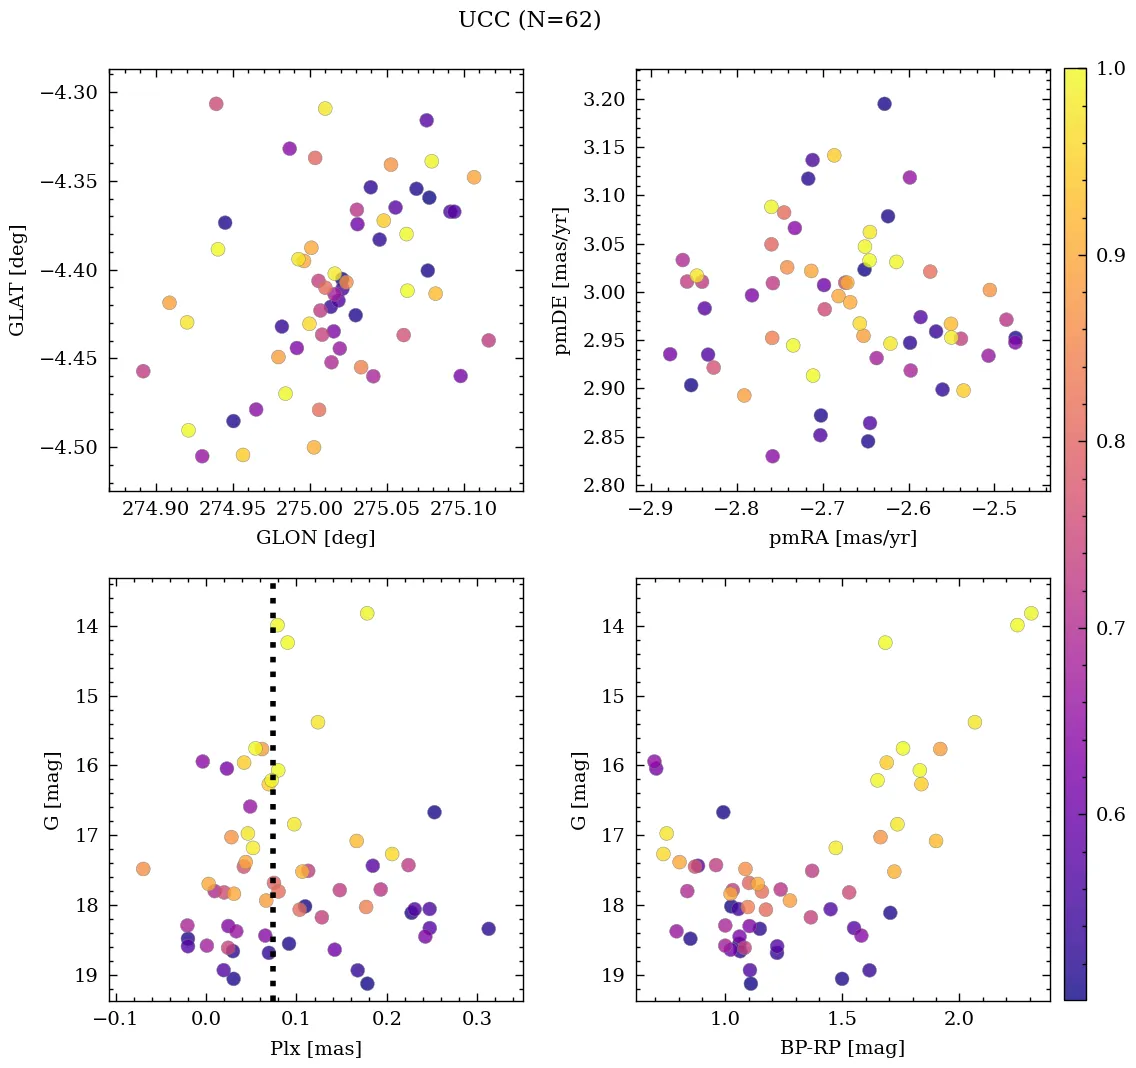 UCC (N=62)
−4.30
−4.35
−4.40
−4.45
−4.50
GLAT [deg]
274.90 274.95 275.00 275.05 275.10
GLON [deg]
3.20
3.15
3.10
3.05
3.00
2.95
2.90
2.85
2.80
pmDE [mas/yr]
−2.9 −2.8 −2.7 −2.6 −2.5
pmRA [mas/yr]
1.0
0.9
0.8
0.7
0.6
14
15
16
17
18
19
G [mag]
−0.1 0.0 0.1 0.2 0.3
Plx [mas]
14
15
16
17
18
19
G [mag]
1.0 1.5 2.0
BP-RP [mag]